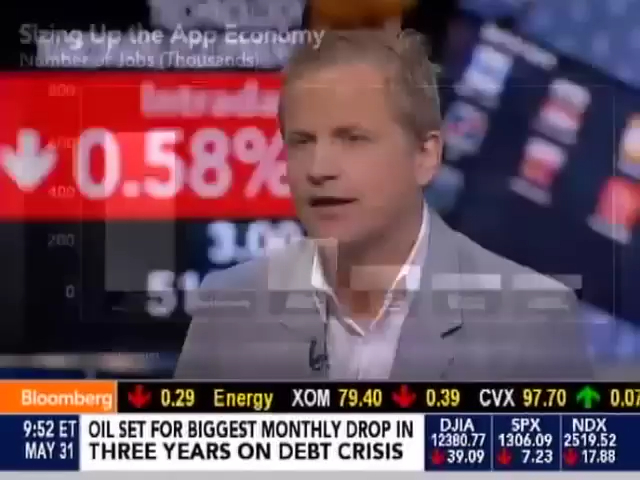 Sizing Up the App Economy
Number of Jobs (Thousands)
800
400
200
0
Intraday
0.58%
3.00
Bloomberg 0.29 Energy XOM 79.40 0.39 CVX 97.70 0.07
9:52 ET
MAY 31
OIL SET FOR BIGGEST MONTHLY DROP IN
THREE YEARS ON DEBT CRISIS
DJIA
12380.77
39.09
SPX
1306.09
7.23
NDX
2519.52
17.88